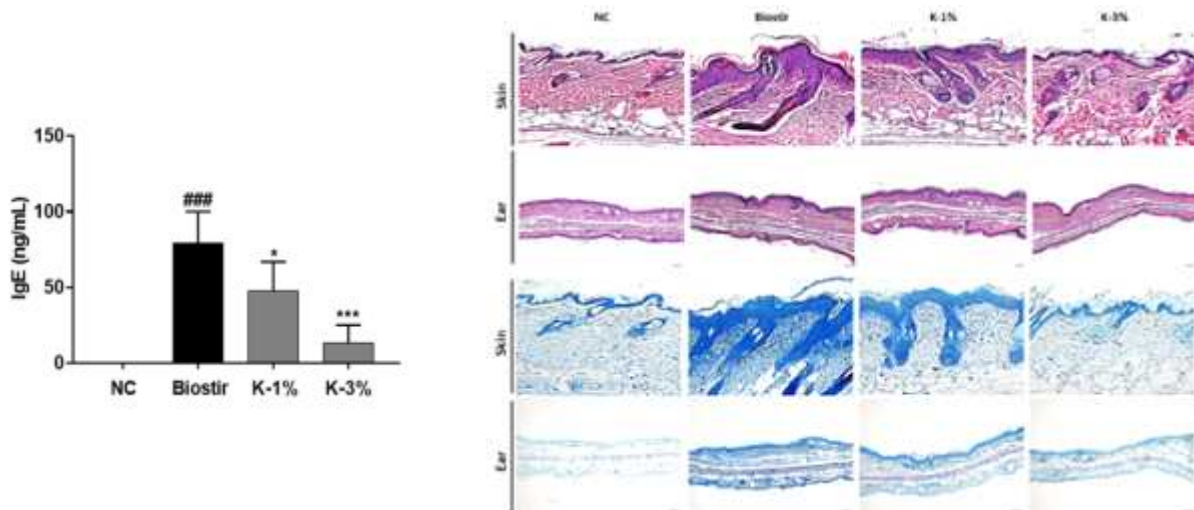 150
100
50
0
IgE (ng/mL)
###
*
***
NC Biostir K-1% K-3%
NC Biostir K-1% K-3%
Skin
Ear
Skin
Ear